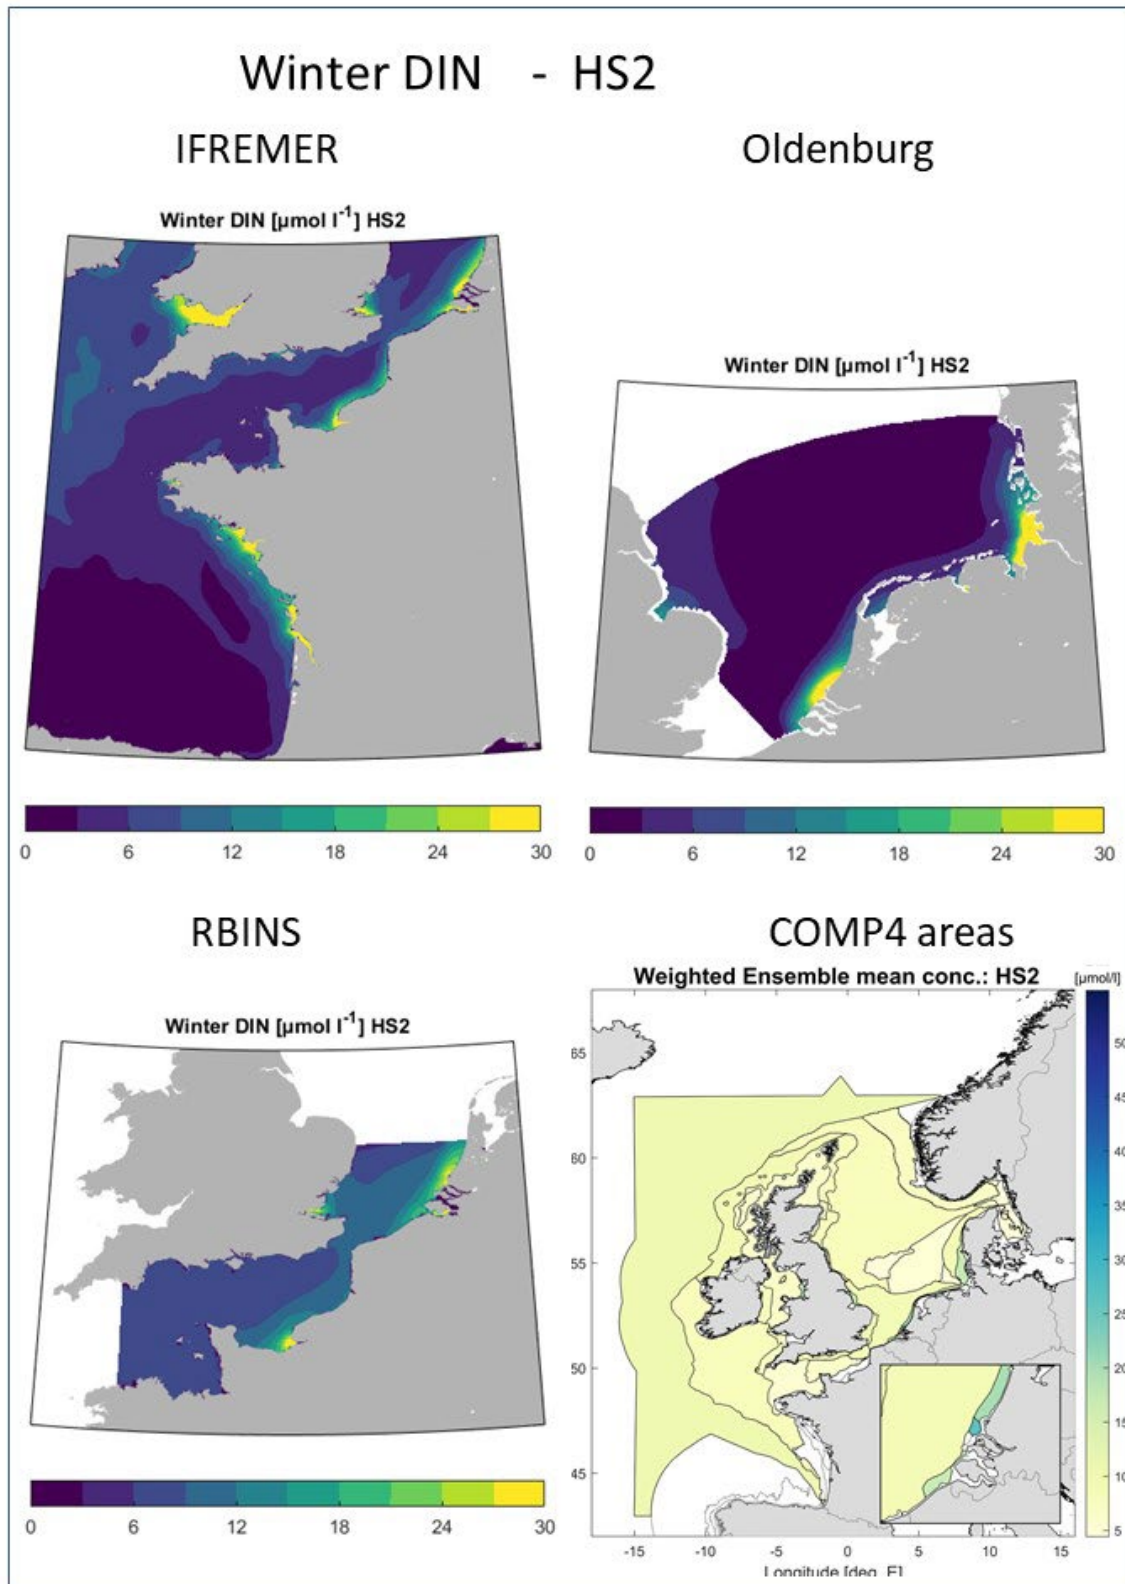 Winter DIN - HS2
IFREMER
Oldenburg
Winter DIN [µmol l⁻¹] HS2
Winter DIN [µmol l⁻¹] HS2
0 6 12 18 24 30
0 6 12 18 24 30
RBINS
COMP4 areas
Weighted Ensemble mean conc.: HS2
[µmol/l]
Winter DIN [µmol l⁻¹] HS2
65
60
55
50
45
50
45
40
35
30
25
20
15
10
5
-15 -10 -5 0 5 10 15
Longitude [deg. E]
0 6 12 18 24 30